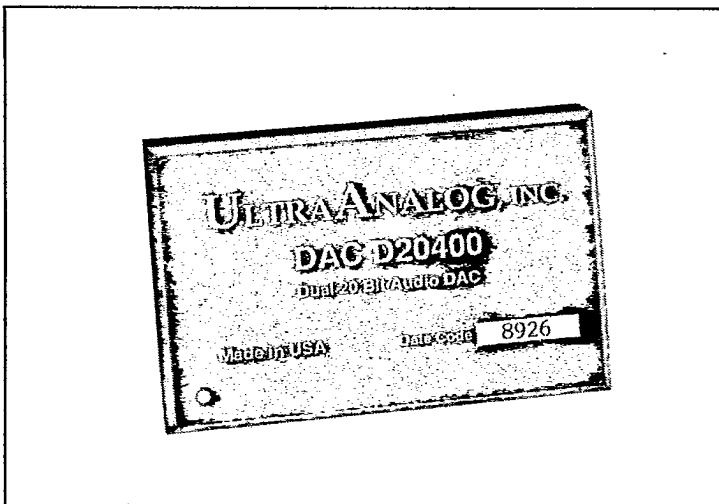 ULTRAANALOG, INC.
DAC D20400
Dual 20 Bit Audio DAC
Made in USA
Date Code 8926